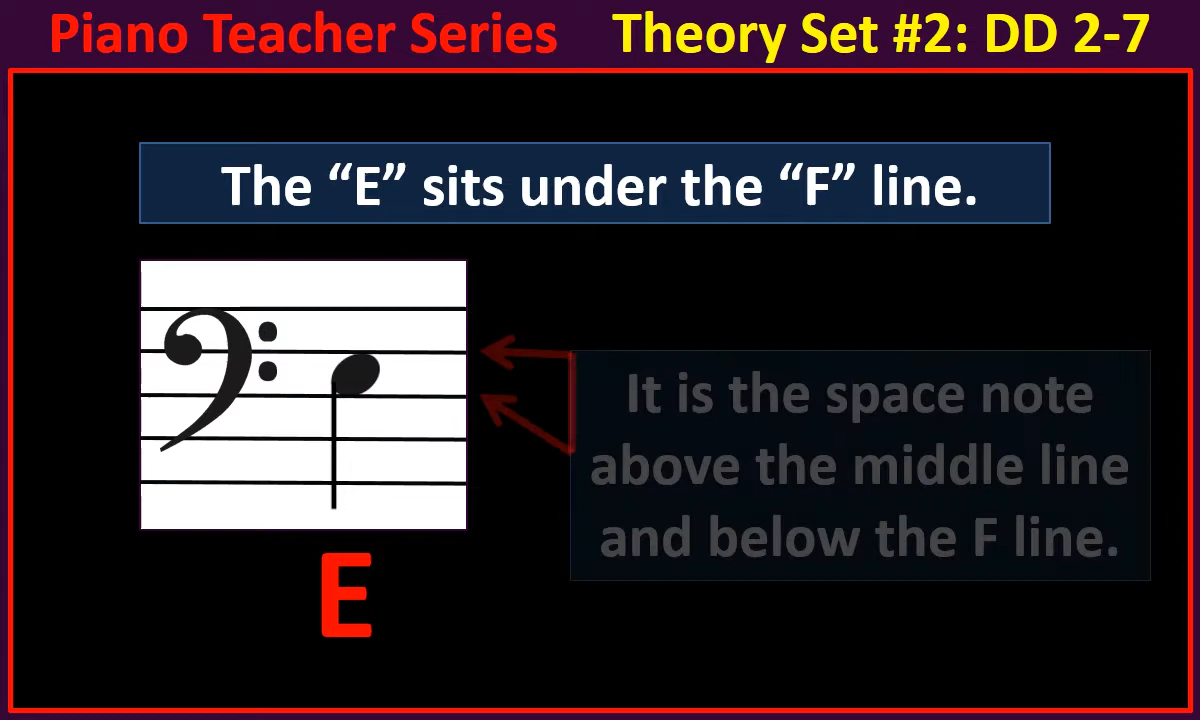 Piano Teacher Series Theory Set #2: DD 2-7
The “E” sits under the “F” line.
It is the space note
above the middle line
and below the F line.
E